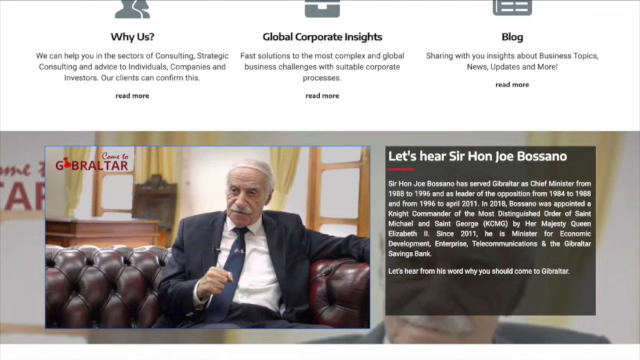 Why Us?
We can help you in the sectors of Consulting, Strategic
Consulting and advice to Individuals, Companies and
Investors. Our clients can confirm this.
read more
Global Corporate Insights
Fast solutions to the most complex and global
business challenges with suitable corporate
processes.
read more
Blog
Sharing with you insights about Business Topics,
News, Updates and More!
read more
Come to
GIBRALTAR
Let's hear Sir Hon Joe Bossano
Sir Hon Joe Bossano has served Gibraltar as Chief Minister from
1988 to 1996 and as leader of the opposition from 1984 to 1988
and from 1996 to april 2011. In 2018, Bossano was appointed a
Knight Commander of the Most Distinguished Order of Saint
Michael and Saint George (KCMG) by Her Majesty Queen
Elizabeth II. Since 2011, he is Minister for Economic
Development, Enterprise, Telecommunications & the Gibraltar
Savings Bank.
Let's hear from his word why you should come to Gibraltar.